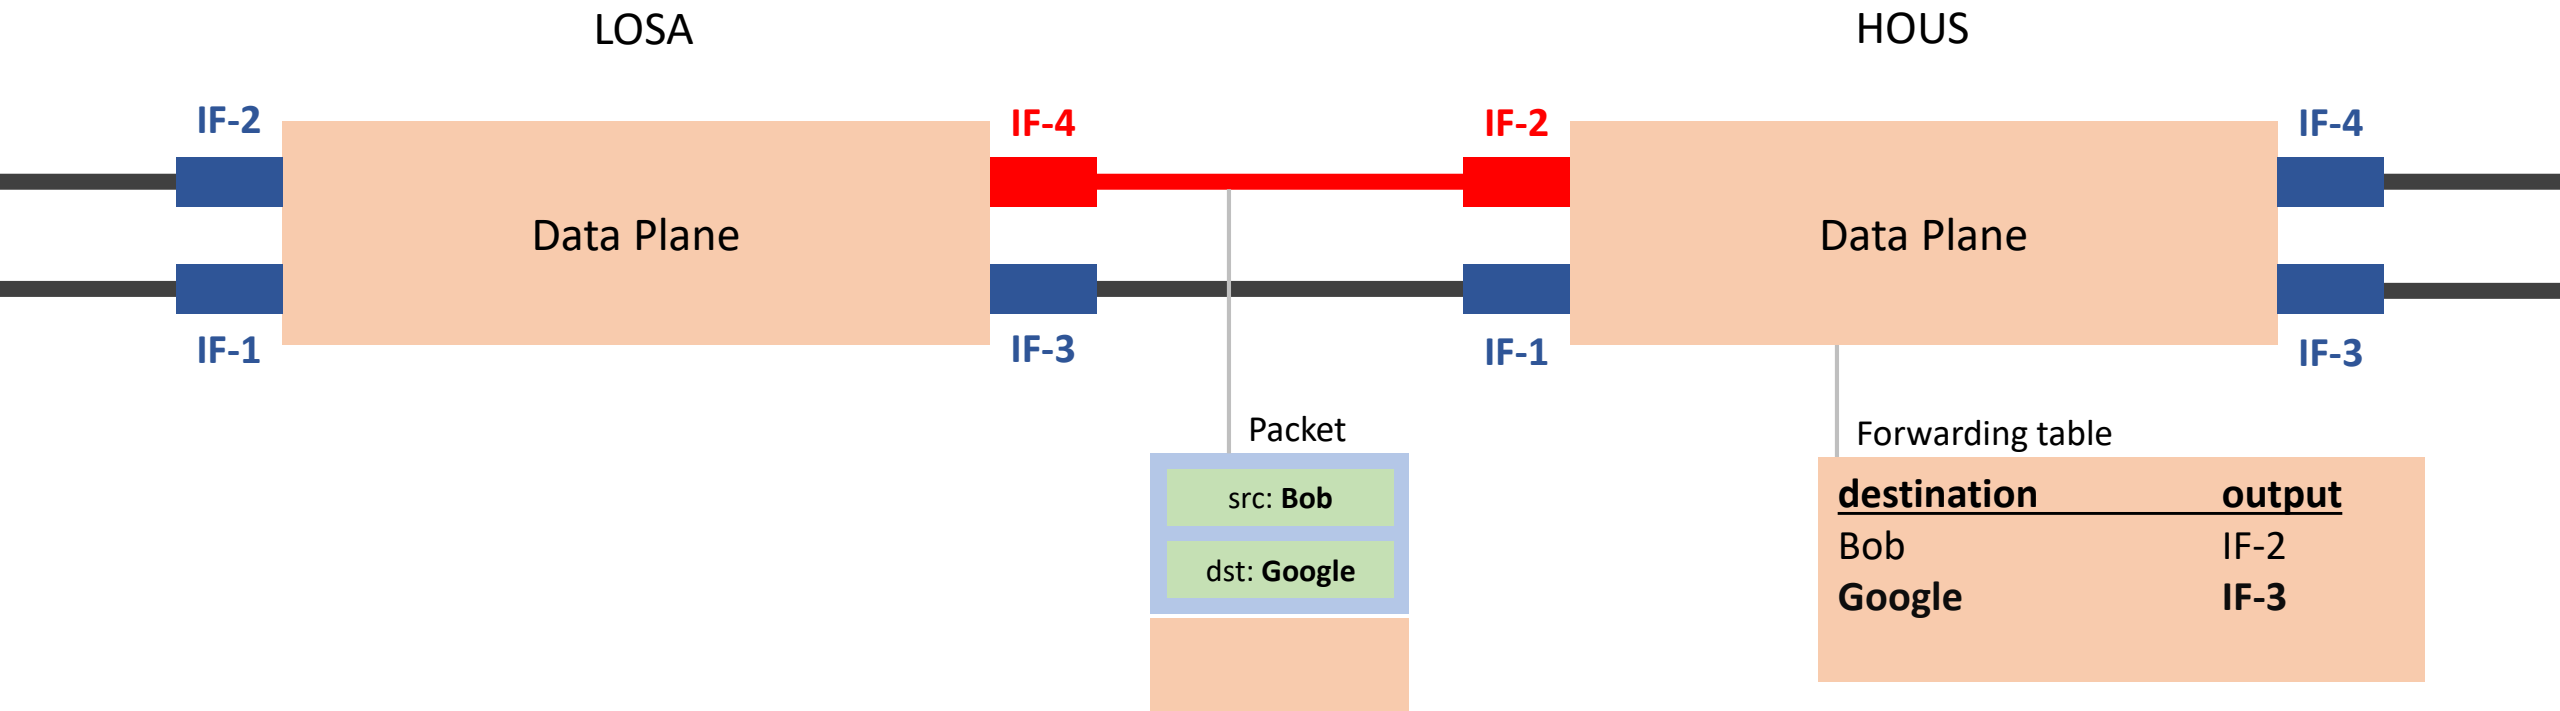 LOSA
HOUS
IF-2
IF-4
IF-2
IF-4
Data Plane
Data Plane
IF-1
IF-3
IF-1
IF-3
Packet
src: Bob
dst: Google
Forwarding table
destination output
Bob IF-2
Google IF-3